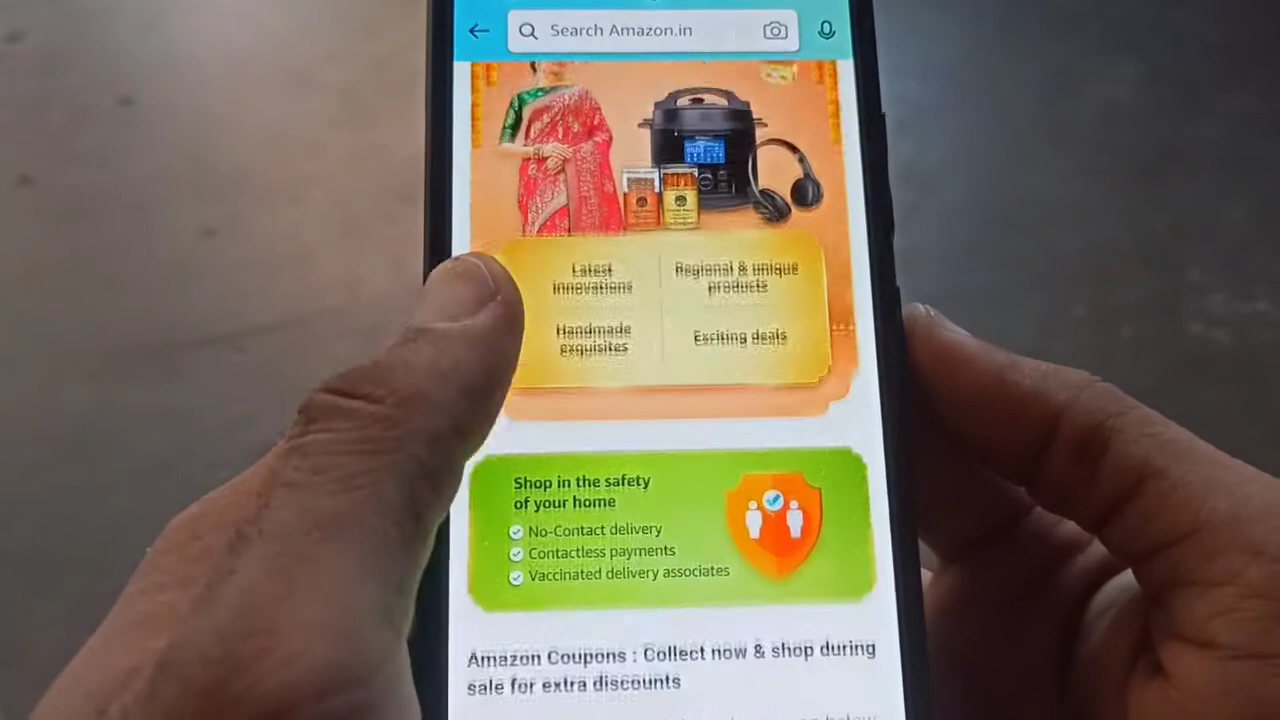 Search Amazon.in
Latest
innovations
Regional & unique
products
Handmade
exquisites
Exciting deals
Shop in the safety
of your home
No-Contact delivery
Contactless payments
Vaccinated delivery associates
Amazon Coupons : Collect now & shop during
sale for extra discounts